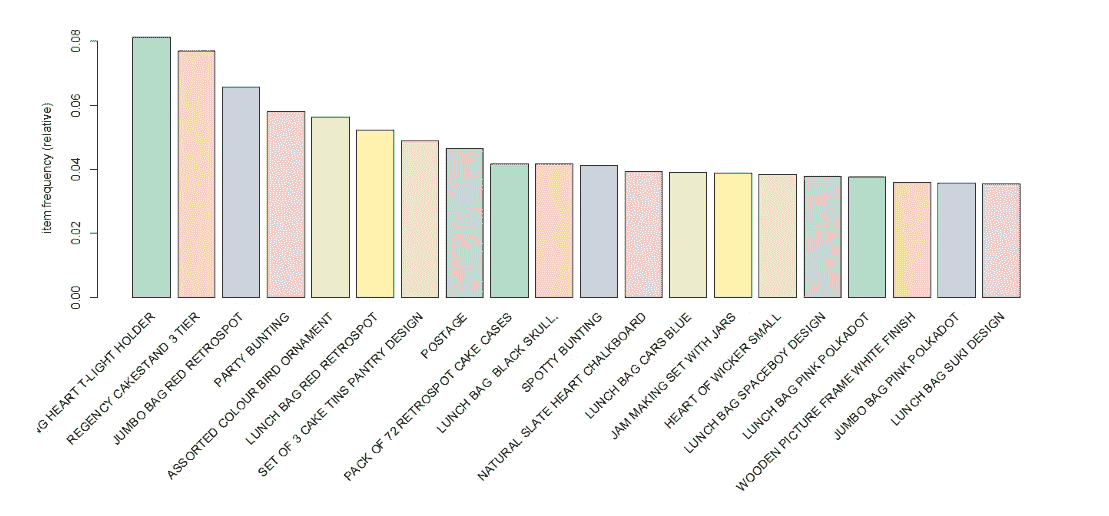 item frequency (relative)
0.08
0.06
0.04
0.02
0.00
G HEART T-LIGHT HOLDER
REGENCY CAKESTAND 3 TIER
JUMBO BAG RED RETROSPOT
PARTY BUNTING
ASSORTED COLOUR BIRD ORNAMENT
LUNCH BAG RED RETROSPOT
SET OF 3 CAKE TINS PANTRY DESIGN
POSTAGE
PACK OF 72 RETROSPOT CAKE CASES
LUNCH BAG BLACK SKULL.
SPOTTY BUNTING
NATURAL SLATE HEART CHALKBOARD
LUNCH BAG CARS BLUE
JAM MAKING SET WITH JARS
HEART OF WICKER SMALL
LUNCH BAG SPACEBOY DESIGN
LUNCH BAG PINK POLKADOT
WOODEN PICTURE FRAME WHITE FINISH
JUMBO BAG PINK POLKADOT
LUNCH BAG SUKI DESIGN